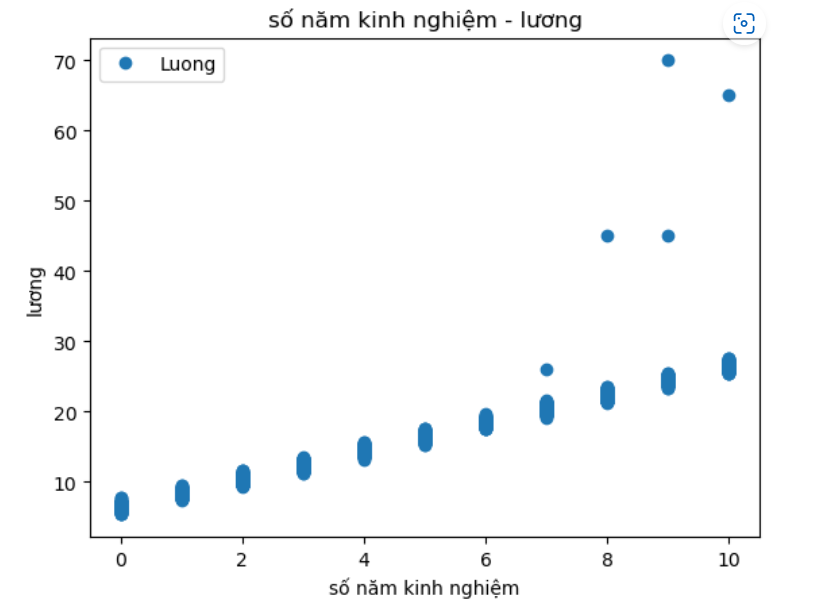 số năm kinh nghiệm - lương
Luong
70
60
50
40
30
20
10
lương
0 2 4 6 8 10
số năm kinh nghiệm